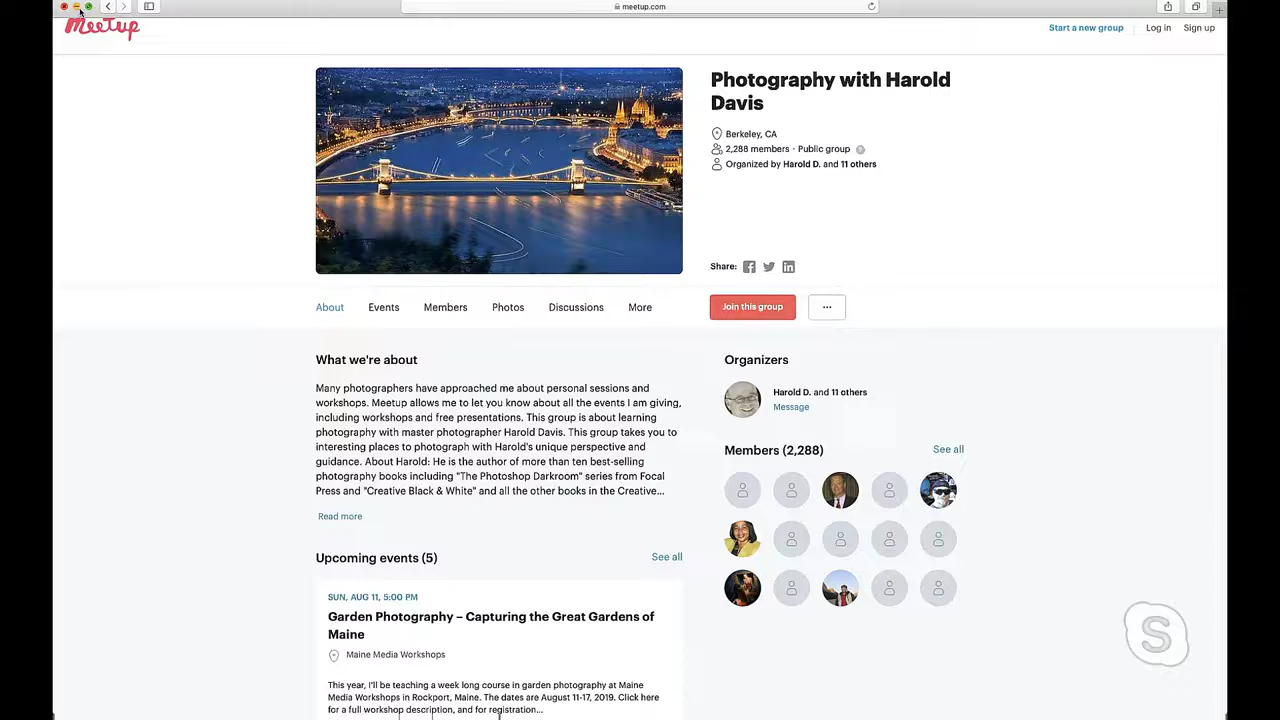 meetup.com
Meetup
Start a new group
Log in
Sign up
Photography with Harold
Davis
Berkeley, CA
2,288 members · Public group
Organized by Harold D. and 11 others
Share:
About
Events
Members
Photos
Discussions
More
Join this group
...
What we're about
Many photographers have approached me about personal sessions and
workshops. Meetup allows me to let you know about all the events I am giving,
including workshops and free presentations. This group is about learning
photography with master photographer Harold Davis. This group takes you to
interesting places to photograph with Harold's unique perspective and
guidance. About Harold: He is the author of more than ten best-selling
photography books including "The Photoshop Darkroom" series from Focal
Press and "Creative Black & White" and all the other books in the Creative...
Read more
Organizers
Harold D. and 11 others
Message
Members (2,288)
See all
Upcoming events (5)
See all
SUN, AUG 11, 5:00 PM
Garden Photography – Capturing the Great Gardens of
Maine
Maine Media Workshops
This year, I'll be teaching a week long course in garden photography at Maine
Media Workshops in Rockport, Maine. The dates are August 11-17, 2019. Click here
for a full workshop description, and for registration...
S